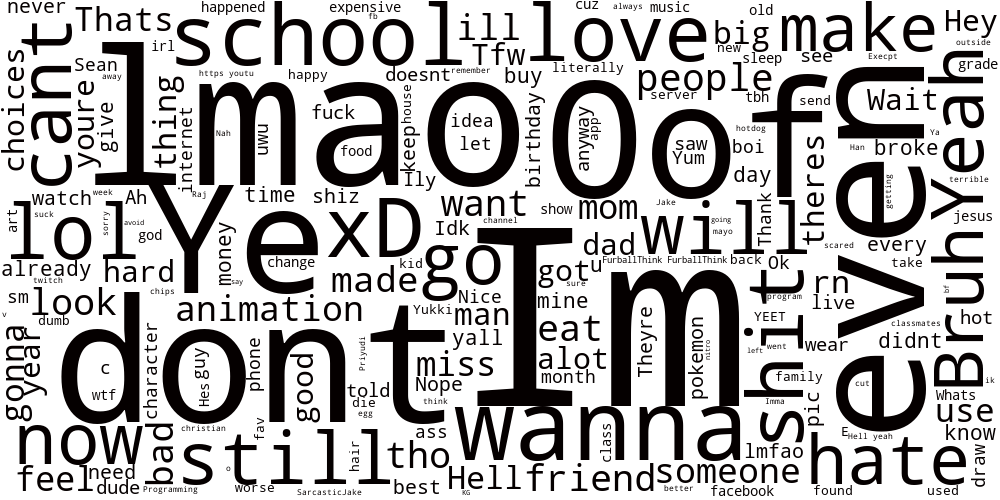 never
Thats
happened
expensive
fb
cuz
always
music
old
Hey
outside
cant
irl
school
ill
Tfw
love
big
new
make
Execpt
choices
Sean
away
https youtu
happy
doesnt
remember
buy
literally
people
sleep
see
grade
youre
give
thing
internet
lmao
fuck
house
keep
idea
let
birthday
Oof
anyway
app
server
tbh
send
even
Wait
Yeah
Nah
uwu
food
saw
Yum
hotdog
boi
theres
Han
broke
Ya
Ily
day
getting
terrible
watch
week
Ah
Raj
time
shiz
want
show
mom
Jake
will
going
mayo
Thank
jesus
art
suck
lol
sorry
avoid
god
Ye
xD
Idk
channel
dad
scared
every
already
twitch
hard
money
say
change
kid
made
go
got
u
sure
FurballThink FurballThink
back
Ok
take
Bruh
sm
look
chips
animation
Yukki
Nice
man
Im
mine
program
rn
live
bf
v
dumb
yall
eat
Theyre
pokemon
nitro
YEET
shit
classmates
hot
gonna
year
dont
c
wtf
character
Hes
guy
phone
good
Priyudi
miss
alot
month
left
went
wear
didnt
told
die
egg
Nope
think
family
cut
ik
Imma
pic
Whats
now
bad
christian
fav
still
hair
ass
wanna
class
lmfao
E
Hell yeah
hate
use
know
feel
need
dude
Programming
worse
o
SarcasticJake
tho
best
Hell
KG
friend
someone
better
facebook
found
used
draw